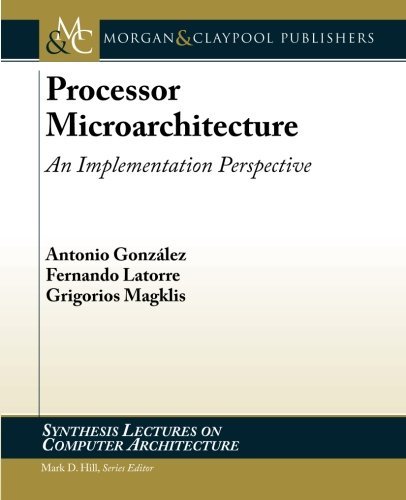 M
&C
MORGAN&CLAYPOOL PUBLISHERS
Processor
Microarchitecture
An Implementation Perspective
Antonio González
Fernando Latorre
Grigorios Magklis
SYNTHESIS LECTURES ON
COMPUTER ARCHITECTURE
Mark D. Hill, Series Editor